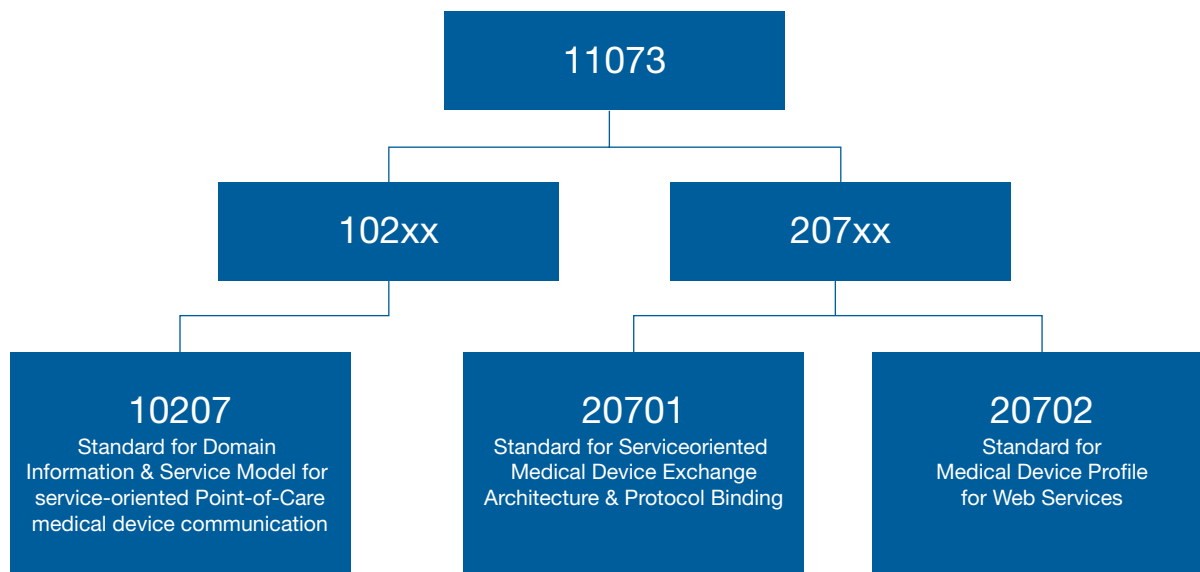 11073
102xx
207xx
10207
Standard for Domain
Information & Service Model for
service-oriented Point-of-Care
medical device communication
20701
Standard for Serviceoriented
Medical Device Exchange
Architecture & Protocol Binding
20702
Standard for
Medical Device Profile
for Web Services